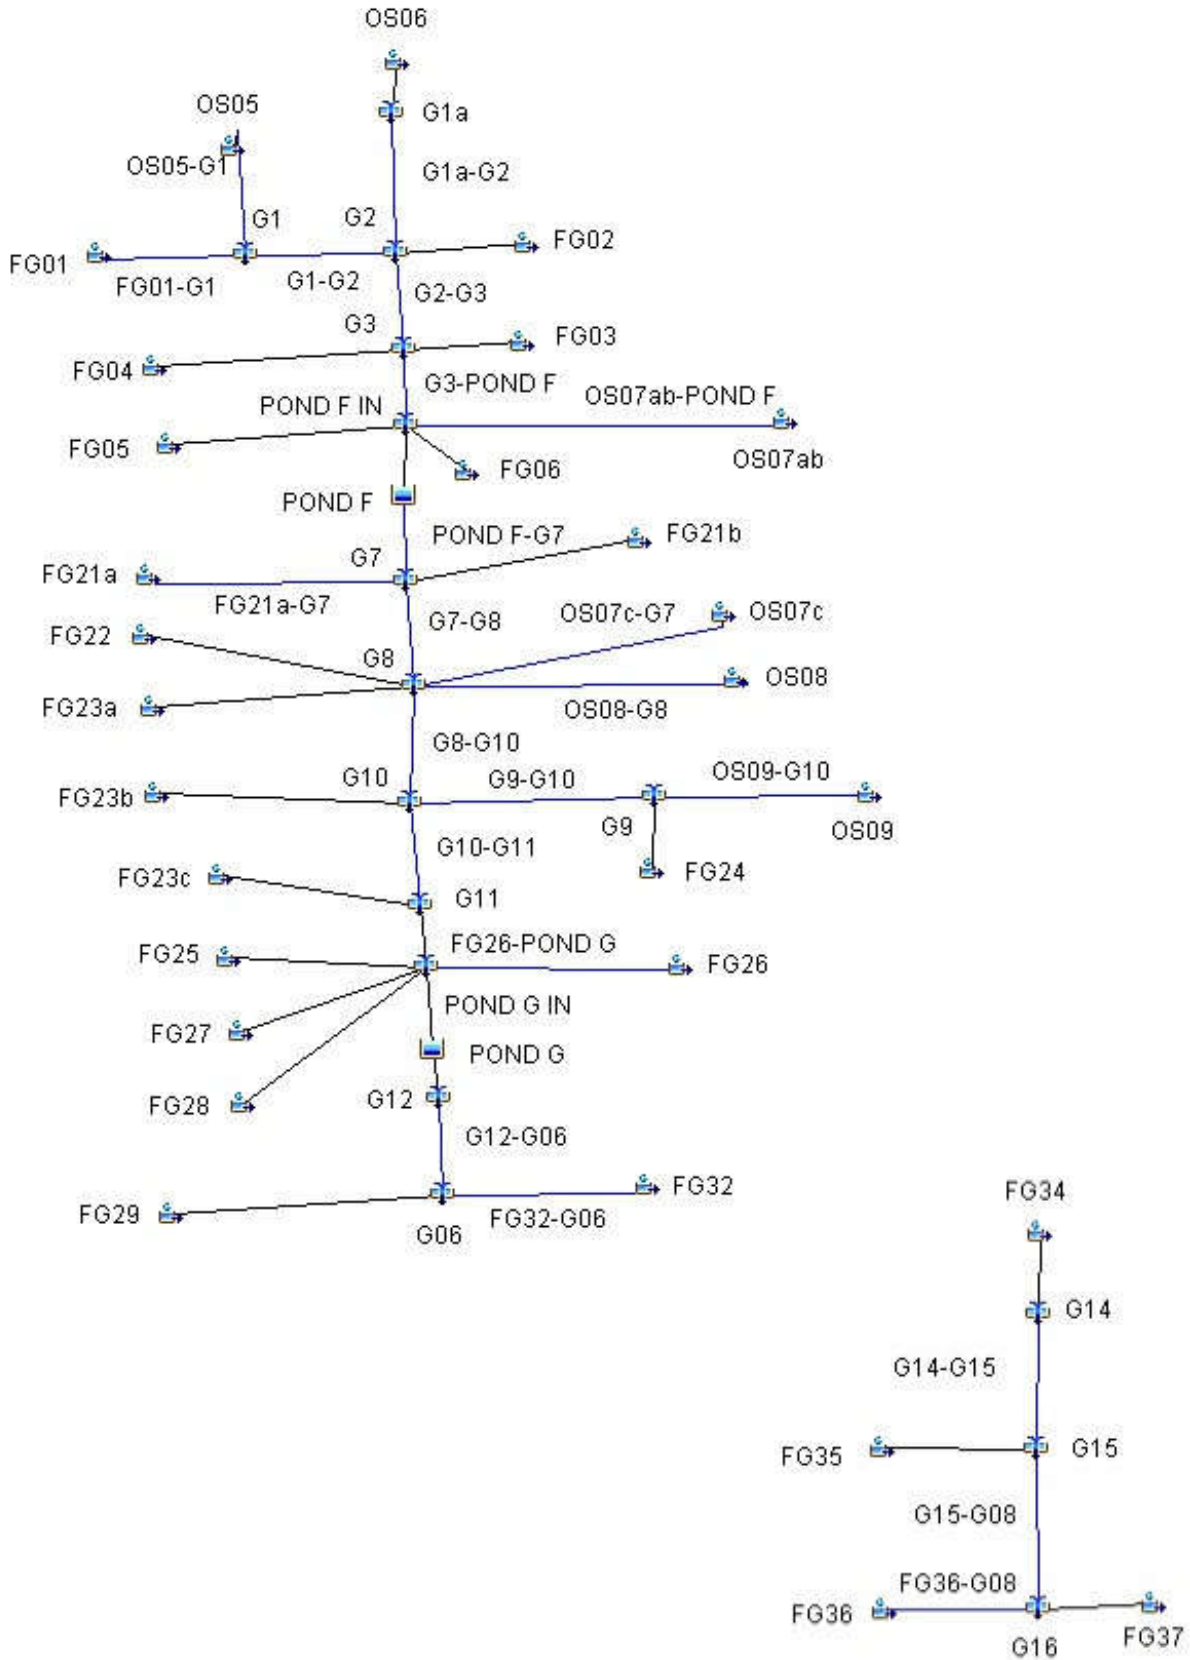 OS06
OS05
G1a
OS05-G1
G1a-G2
G1
G2
FG02
FG01
FG01-G1
G1-G2
G2-G3
G3
FG03
FG04
G3-POND F
OS07ab-POND F
POND F IN
FG05
FG06
OS07ab
POND F
POND F-G7
FG21b
G7
FG21a
FG21a-G7
G7-G8
OS07c-G7
OS07c
FG22
G8
OS08
FG23a
OS08-G8
G8-G10
G10
G9-G10
OS09-G10
FG23b
G9
OS09
G10-G11
FG23c
FG24
G11
FG25
FG26-POND G
FG26
POND G IN
FG27
POND G
FG28
G12
G12-G06
FG32
FG29
FG32-G06
G06
FG34
G14
G14-G15
FG35
G15
G15-G08
FG36-G08
FG36
G16
FG37